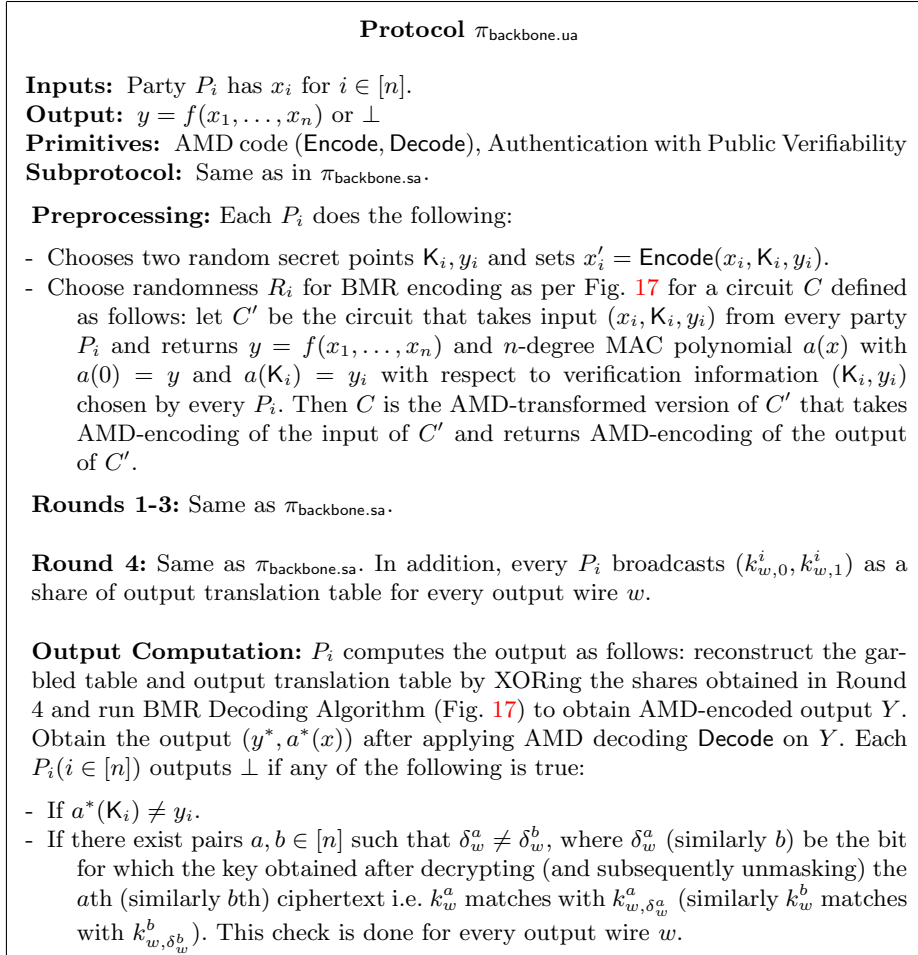 Protocol π_backbone.ua
Inputs: Party P_i has x_i for i ∈ [n].
Output: y = f(x_1, . . . , x_n) or ⊥
Primitives: AMD code (Encode, Decode), Authentication with Public Verifiability
Subprotocol: Same as in π_backbone.sa.
Preprocessing: Each P_i does the following:
- Chooses two random secret points K_i, y_i and sets x'_i = Encode(x_i, K_i, y_i).
- Choose randomness R_i for BMR encoding as per Fig. 17 for a circuit C defined
as follows: let C' be the circuit that takes input (x_i, K_i, y_i) from every party
P_i and returns y = f(x_1, . . . , x_n) and n-degree MAC polynomial a(x) with
a(0) = y and a(K_i) = y_i with respect to verification information (K_i, y_i)
chosen by every P_i. Then C is the AMD-transformed version of C' that takes
AMD-encoding of the input of C' and returns AMD-encoding of the output
of C'.
Rounds 1-3: Same as π_backbone.sa.
Round 4: Same as π_backbone.sa. In addition, every P_i broadcasts (k^i_{w,0}, k^i_{w,1}) as a
share of output translation table for every output wire w.
Output Computation: P_i computes the output as follows: reconstruct the gar-
bled table and output translation table by XORing the shares obtained in Round
4 and run BMR Decoding Algorithm (Fig. 17) to obtain AMD-encoded output Y.
Obtain the output (y*, a*(x)) after applying AMD decoding Decode on Y. Each
P_i(i ∈ [n]) outputs ⊥ if any of the following is true:
- If a*(K_i) ≠ y_i.
- If there exist pairs a, b ∈ [n] such that δ^a_w ≠ δ^b_w, where δ^a_w (similarly b) be the bit
for which the key obtained after decrypting (and subsequently unmasking) the
ath (similarly bth) ciphertext i.e. k^a_w matches with k^a_{w,δ^a_w} (similarly k^b_w matches
with k^b_{w,δ^b_w}). This check is done for every output wire w.